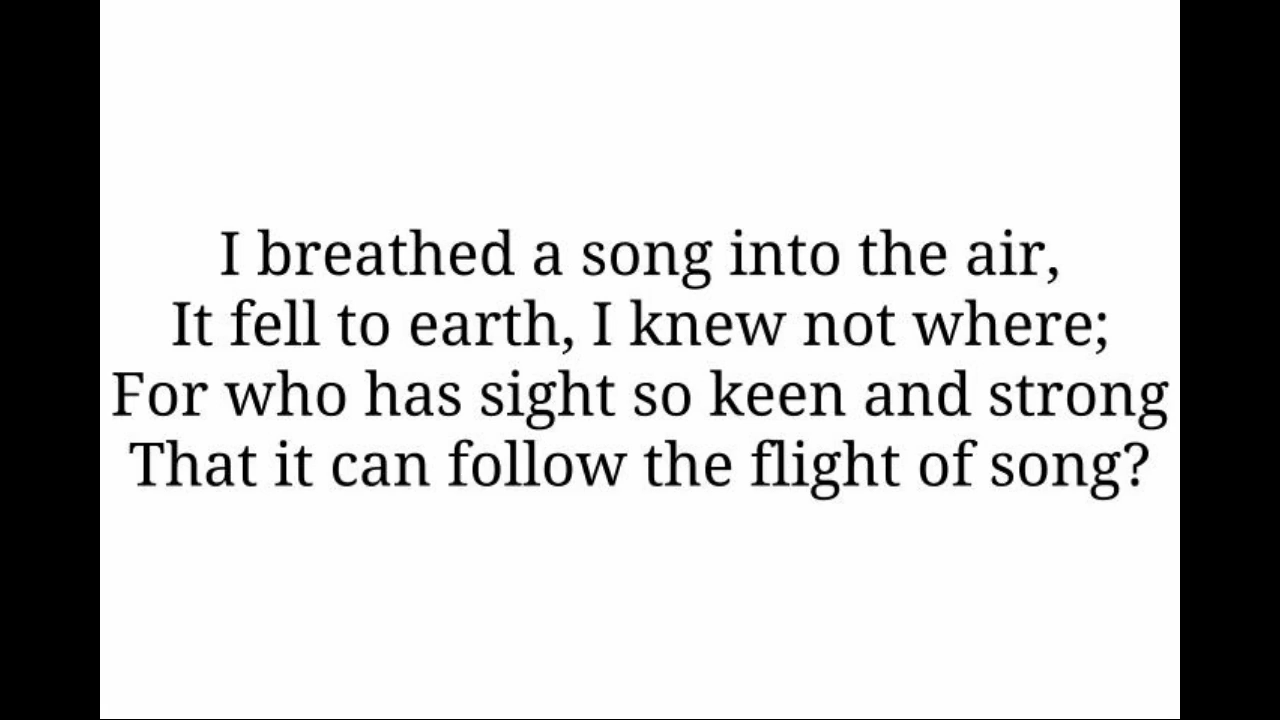 I breathed a song into the air,
It fell to earth, I knew not where;
For who has sight so keen and strong
That it can follow the flight of song?